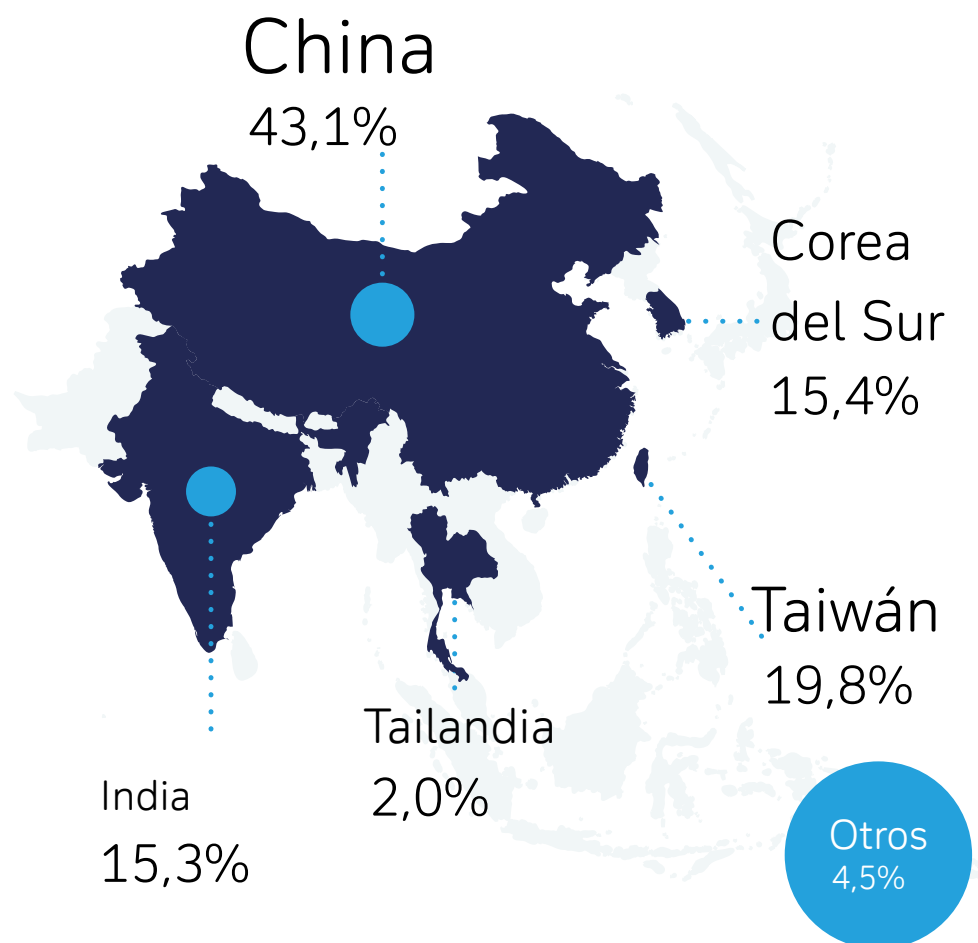 China
43,1%
Corea
del Sur
15,4%
Taiwán
19,8%
Tailandia
2,0%
India
15,3%
Otros
4,5%